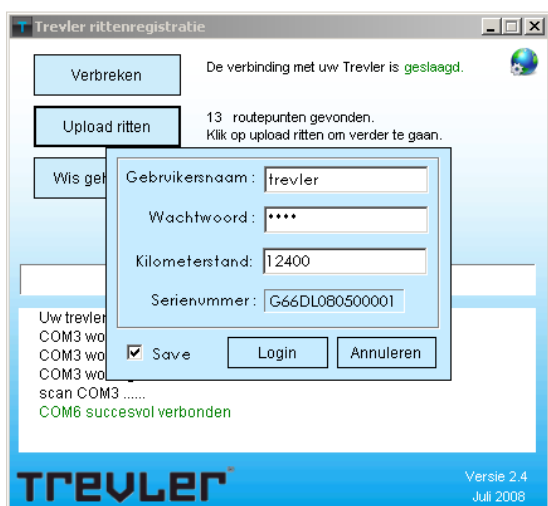 Trevler rittenregistratie
Verbreken
De verbinding met uw Trevler is geslaagd.
Upload ritten
13 routepunten gevonden.
Klik op upload ritten om verder te gaan.
Wis geh
Gebruikersnaam : trevler
Wachtwoord : ••••
Kilometerstand: 12400
Serienummer : G66DL080500001
Save
Login
Annuleren
Uw trevler
COM3 wo
COM3 wo
COM3 wo
scan COM3 ......
COM6 succesvol verbonden
Trevler
Versie 2.4
Juli 2008